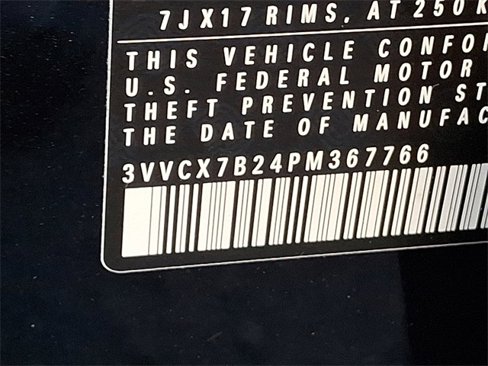 7JX17 RIMS, AT 250 K
THIS VEHICLE CONFO
U.S. FEDERAL MOTOR
THEFT PREVENTION ST
THE DATE OF MANUFAC
3VVCX7B24PM367766